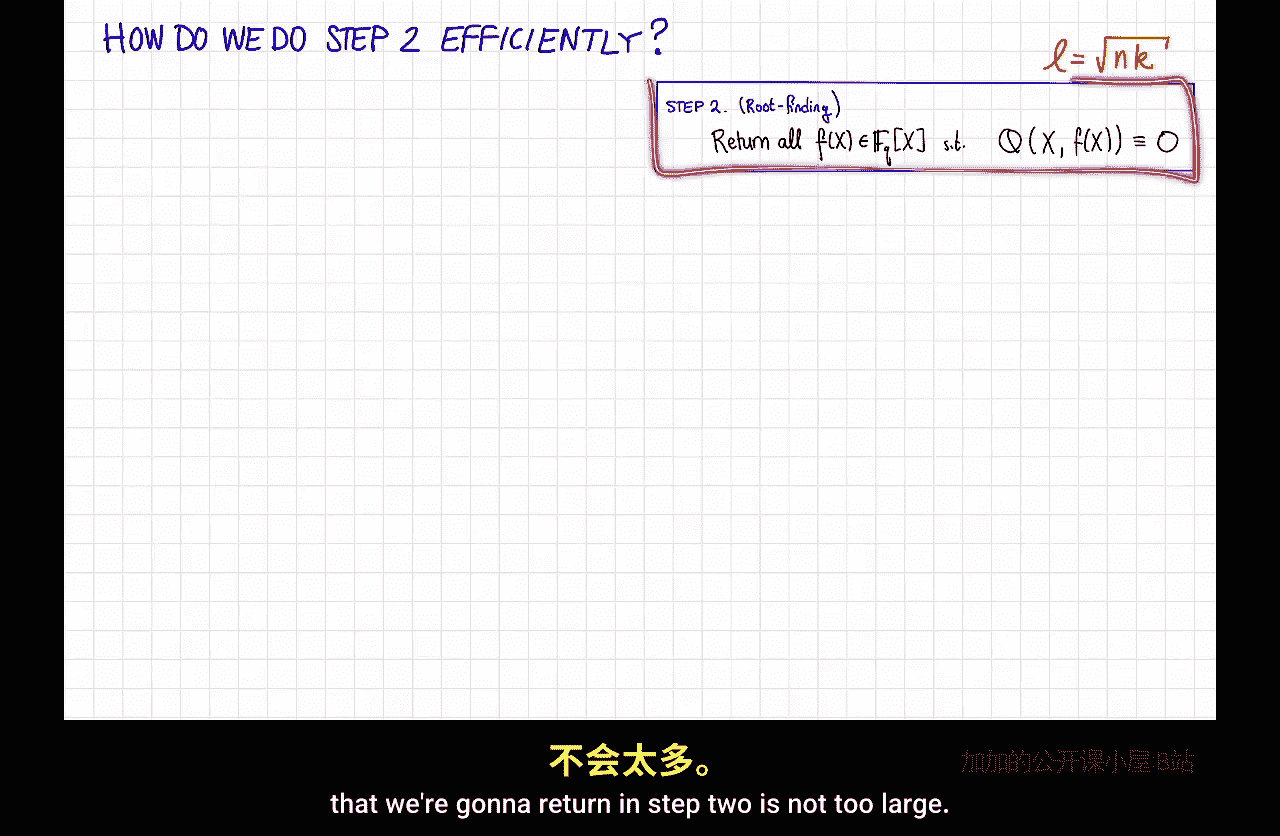 HOW DO WE DO STEP 2 EFFICIENTLY?
l = √nk
STEP 2. (Root-finding)
Return all f(X) ∈ F_q[X] s.t. Q(X, f(X)) ≡ 0
不会太多。
加加的公开课小屋:B站
that we're gonna return in step two is not too large.